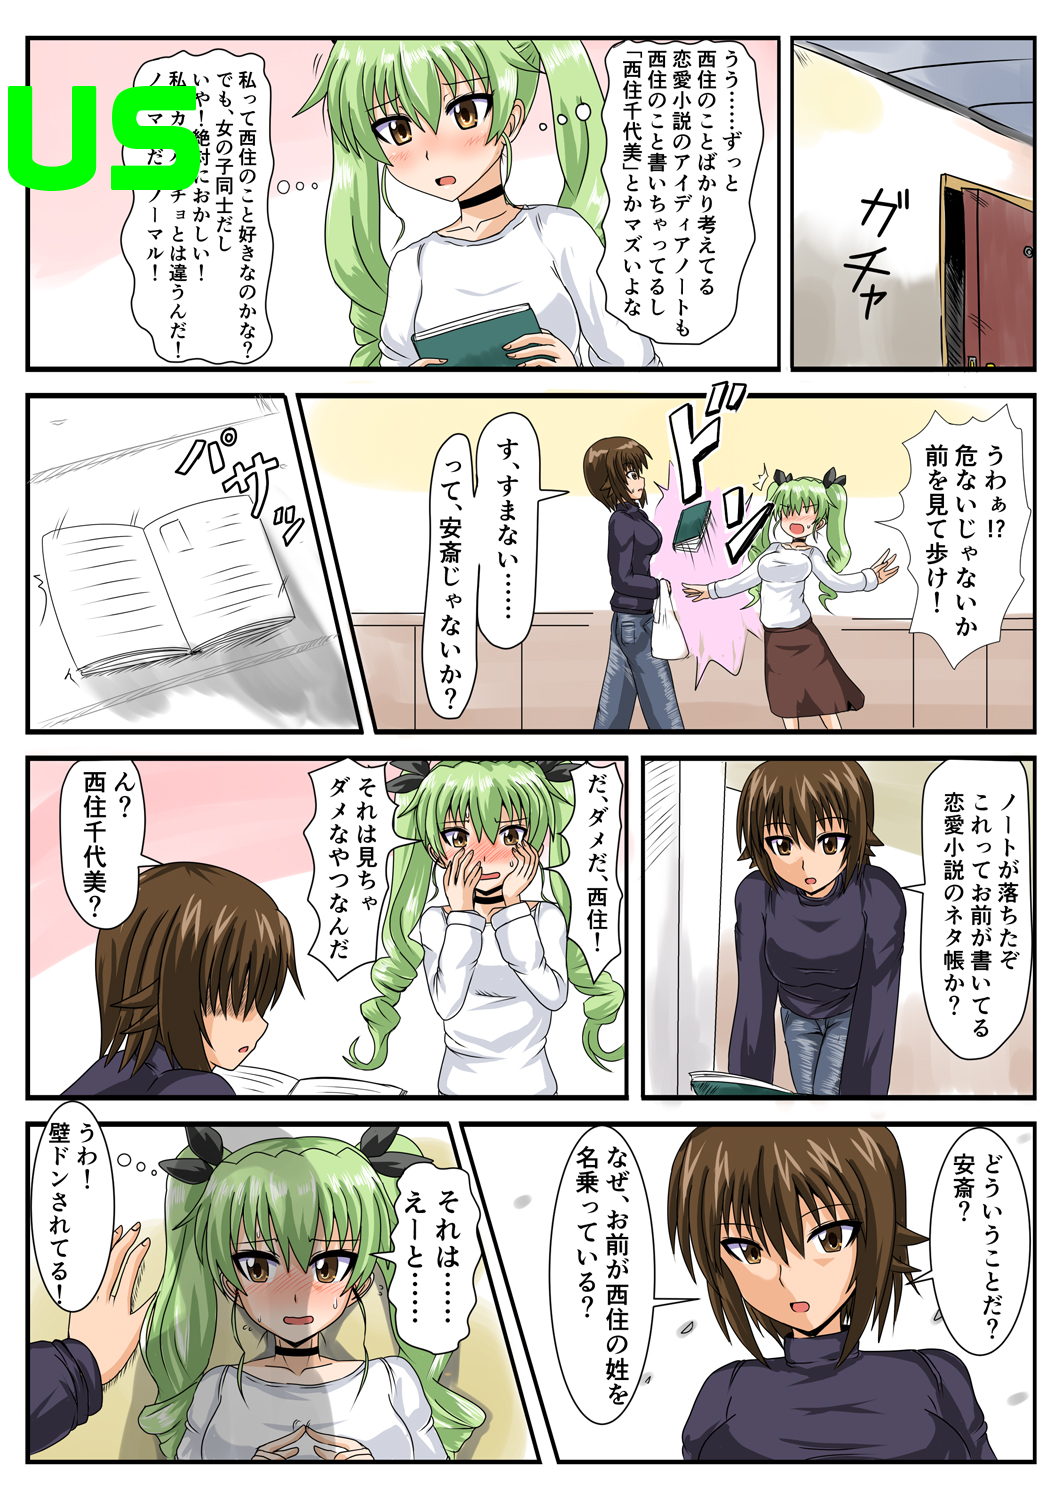 ガチャ
うう……ずっと
西住のことばかり考えてる
恋愛小説のアイディアノートも
西住のこと書いちゃってるし
「西住千代美」とかマズいよな
私って西住のこと好きなのかな？
でも、女の子同士だし
いや！絶対におかしい！
チョとは違うんだ！
ノーマル！
US
うわぁ!?
危ないじゃないか
前を見て歩け！
ドンッ
す、すまない……
って、安斎じゃないか？
パサッ
ノートが落ちたぞ
これってお前が書いてる
恋愛小説のネタ帳か？
だ、ダメだ、西住！
それは見ちゃ
ダメなやつなんだ
ん？
西住千代美？
どういうことだ？
安斎？
なぜ、お前が西住の姓を
名乗っている？
それは……
えーと……
うわ！
壁ドンされてる！